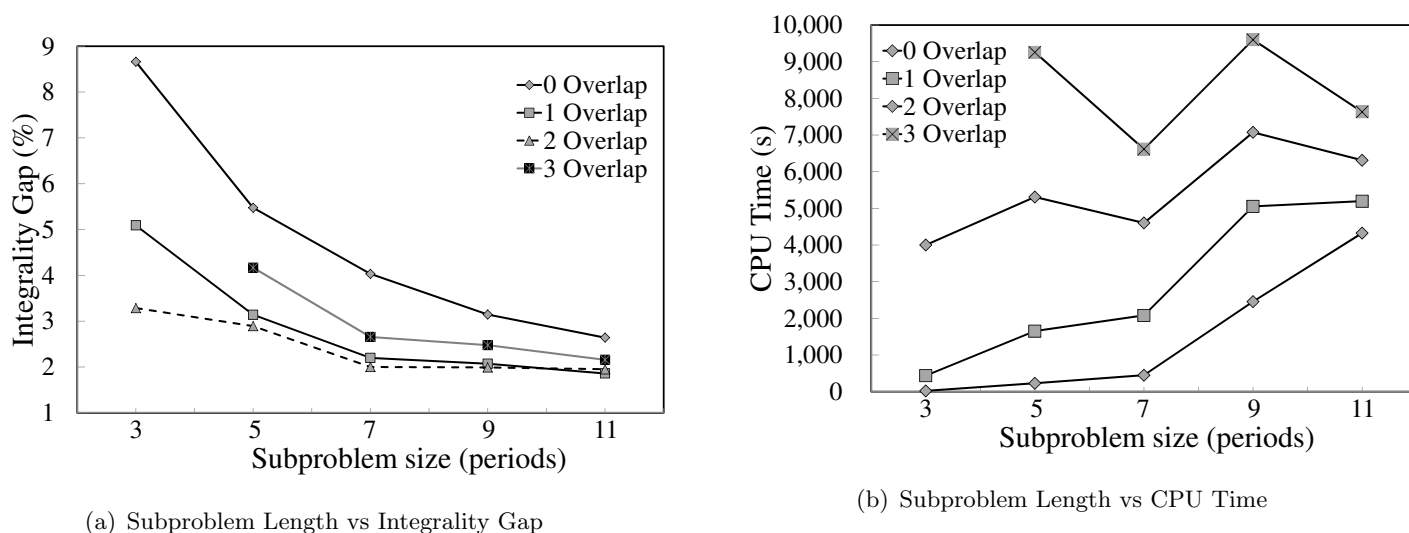 9
8
7
6
5
4
3
2
1
Integrality Gap (%)
0 Overlap
1 Overlap
2 Overlap
3 Overlap
3 5 7 9 11
Subproblem size (periods)
(a) Subproblem Length vs Integrality Gap
10,000
9,000
8,000
7,000
6,000
5,000
4,000
3,000
2,000
1,000
0
CPU Time (s)
0 Overlap
1 Overlap
2 Overlap
3 Overlap
3 5 7 9 11
Subproblem size (periods)
(b) Subproblem Length vs CPU Time